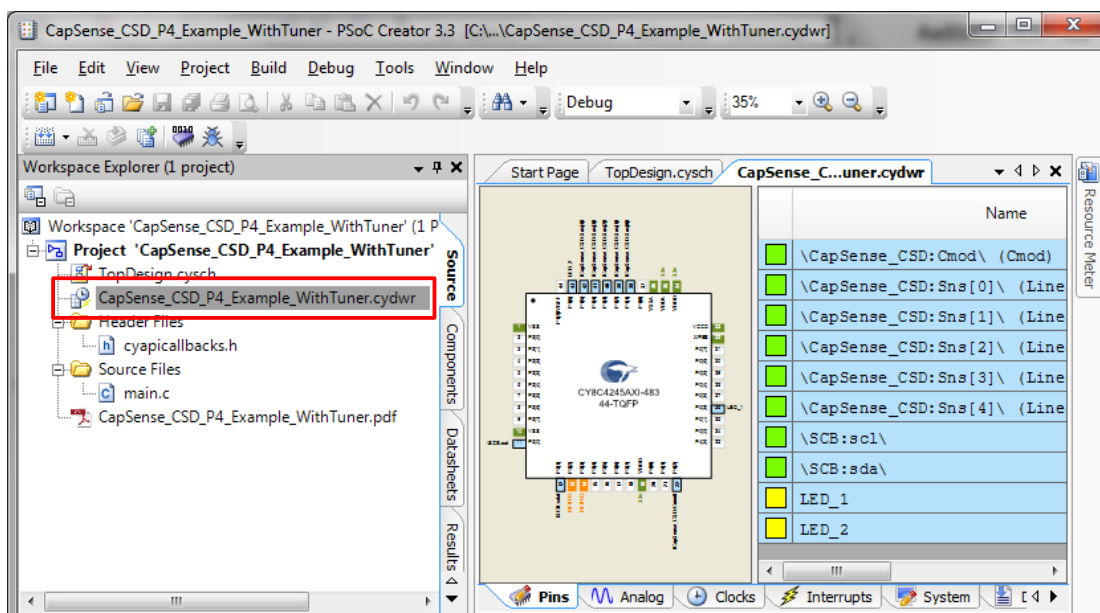 CapSense_CSD_P4_Example_WithTuner - PSoC Creator 3.3 [C:\...\CapSense_CSD_P4_Example_WithTuner.cydwr]
File Edit View Project Build Debug Tools Window Help
Debug 35%
Workspace Explorer (1 project)
Workspace 'CapSense_CSD_P4_Example_WithTuner' (1 P
Project 'CapSense_CSD_P4_Example_WithTuner'
TopDesign.cysch
CapSense_CSD_P4_Example_WithTuner.cydwr
Header Files
cyapicallbacks.h
Source Files
main.c
CapSense_CSD_P4_Example_WithTuner.pdf
Source
Components
Datasheets
Results
Start Page TopDesign.cysch CapSense_C...uner.cydwr
CY8C4245AXI-483
44-TQFP
Name
\CapSense_CSD:Cmod\ (Cmod)
\CapSense_CSD:Sns[0]\ (Line
\CapSense_CSD:Sns[1]\ (Line
\CapSense_CSD:Sns[2]\ (Line
\CapSense_CSD:Sns[3]\ (Line
\CapSense_CSD:Sns[4]\ (Line
\SCB:scl\
\SCB:sda\
LED_1
LED_2
Pins Analog Clocks Interrupts System
Resource Meter